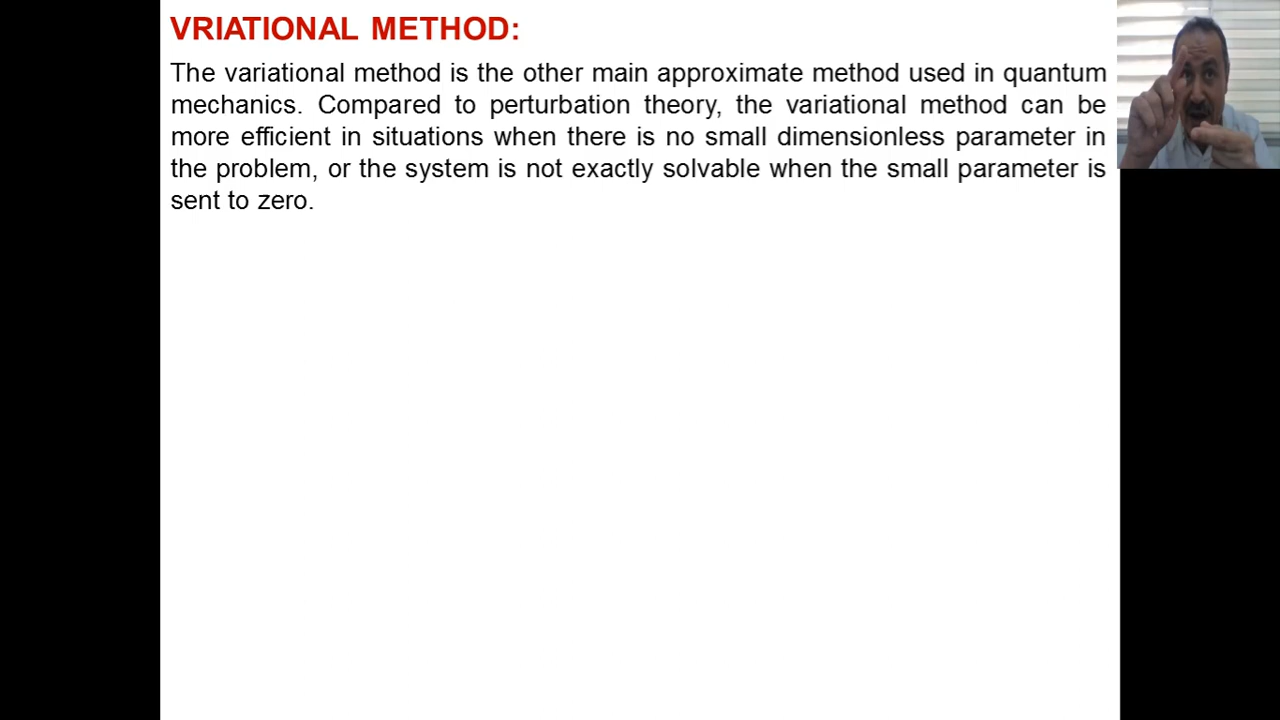 VRIATIONAL METHOD:
The variational method is the other main approximate method used in quantum
mechanics. Compared to perturbation theory, the variational method can be
more efficient in situations when there is no small dimensionless parameter in
the problem, or the system is not exactly solvable when the small parameter is
sent to zero.